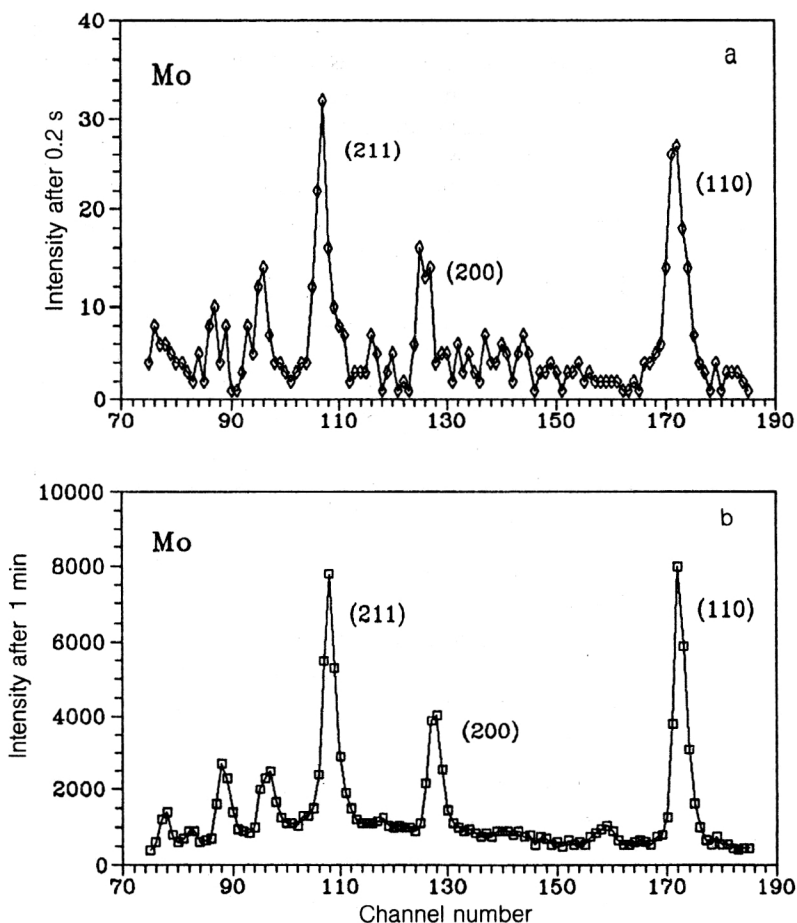 40
a
Mo
30
(211)
(110)
20
(200)
10
0
70 90 110 130 150 170 190
Intensity after 0.2 s
10000
b
Mo
8000
(211)
(110)
6000
4000
(200)
2000
0
70 90 110 130 150 170 190
Intensity after 1 min
Channel number